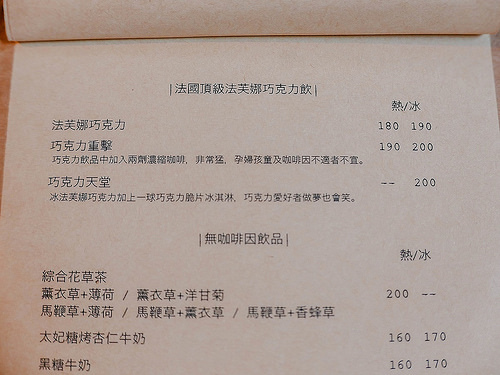 |法國頂級法芙娜巧克力飲|
熱/冰
法芙娜巧克力 180 190
巧克力重擊 190 200
巧克力飲品中加入兩劑濃縮咖啡，非常猛，孕婦孩童及咖啡因不適者不宜。
巧克力天堂 -- 200
冰法芙娜巧克力加上一球巧克力脆片冰淇淋，巧克力愛好者做夢也會笑。
|無咖啡因飲品|
熱/冰
綜合花草茶
薰衣草+薄荷 / 薰衣草+洋甘菊 200 --
馬鞭草+薄荷 / 馬鞭草+薰衣草 / 馬鞭草+香蜂草
太妃糖烤杏仁牛奶 160 170
黑糖牛奶 160 170